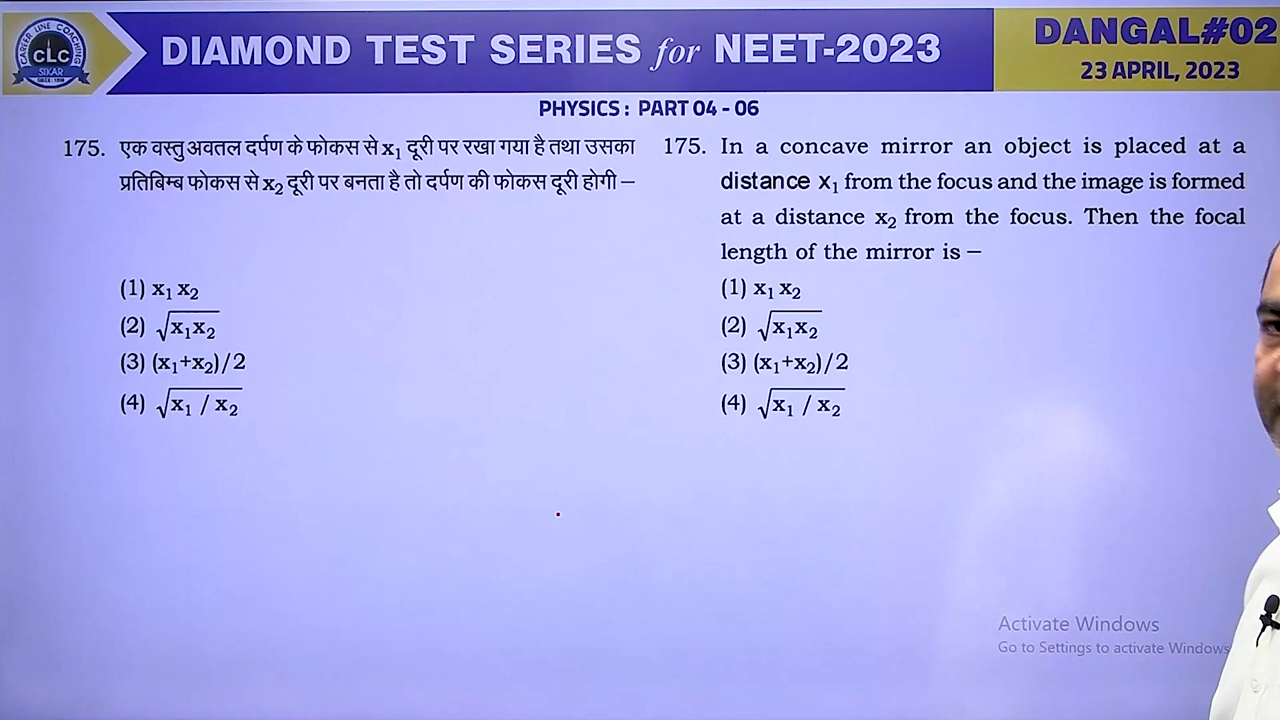 CAREER LINE COACHING
CLC
SIKAR
SINCE : 1996
DIAMOND TEST SERIES for NEET-2023
DANGAL#02
23 APRIL, 2023
PHYSICS : PART 04 - 06
175. एक वस्तु अवतल दर्पण के फोकस से x₁ दूरी पर रखा गया है तथा उसका
प्रतिबिम्ब फोकस से x₂ दूरी पर बनता है तो दर्पण की फोकस दूरी होगी –
(1) x₁ x₂
(2) √x₁x₂
(3) (x₁+x₂)/2
(4) √x₁ / x₂
175. In a concave mirror an object is placed at a
distance x₁ from the focus and the image is formed
at a distance x₂ from the focus. Then the focal
length of the mirror is –
(1) x₁ x₂
(2) √x₁x₂
(3) (x₁+x₂)/2
(4) √x₁ / x₂
Activate Windows
Go to Settings to activate Windows